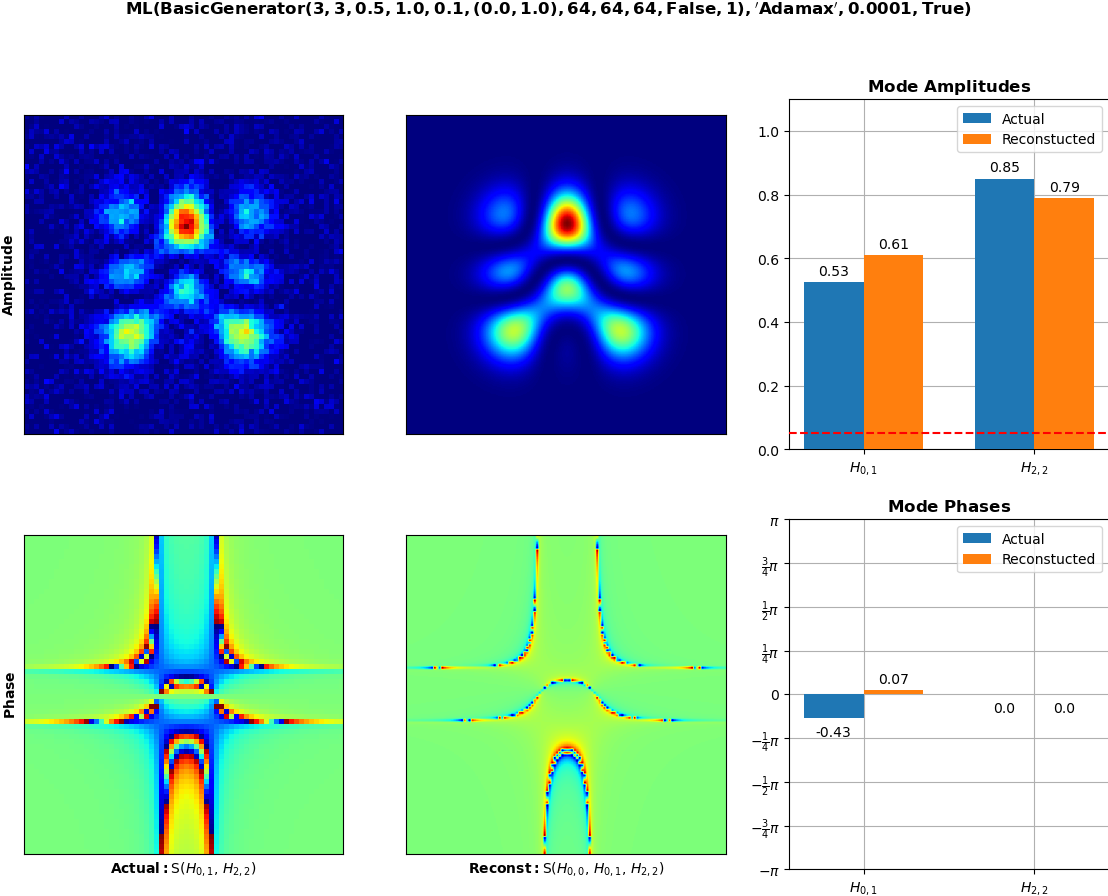 ML(BasicGenerator(3, 3, 0.5, 1.0, 0.1, (0.0, 1.0), 64, 64, 64, False, 1), 'Adamax', 0.0001, True)
Amplitude
Mode Amplitudes
Actual
Reconstucted
1.0
0.8
0.6
0.4
0.2
0.0
0.53
0.61
0.85
0.79
H0,1
H2,2
Phase
Actual: S(H0,1, H2,2)
Reconst: S(H0,0, H0,1, H2,2)
Mode Phases
Actual
Reconstucted
π
3/4π
1/2π
1/4π
0
−1/4π
−1/2π
−3/4π
−π
-0.43
0.07
0.0
0.0
H0,1
H2,2